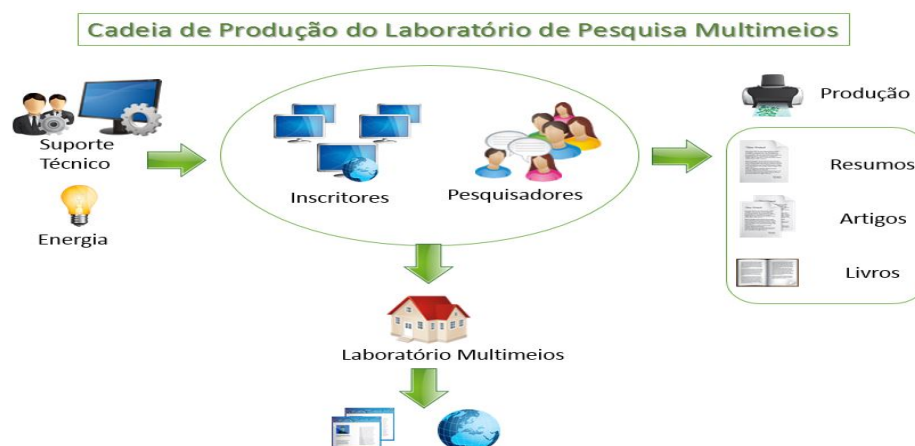 Cadeia de Produção do Laboratório de Pesquisa Multimeios
Suporte
Técnico
Energia
Inscritores
Pesquisadores
Produção
Resumos
Artigos
Livros
Laboratório Multimeios